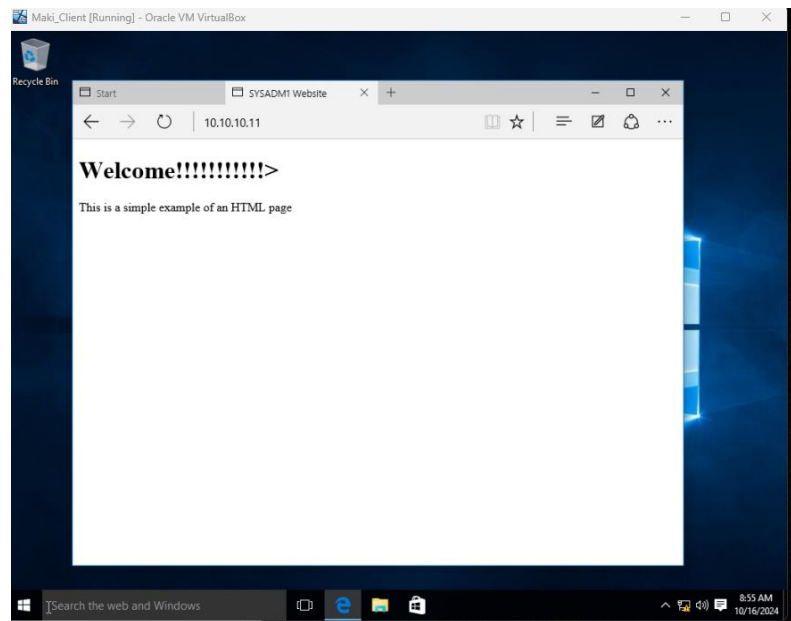 Maki_Client [Running] - Oracle VM VirtualBox
Recycle Bin
Start
SYSADM1 Website
10.10.10.11
Welcome!!!!!!!!!!!>
This is a simple example of an HTML page
Search the web and Windows
8:55 AM
10/16/2024